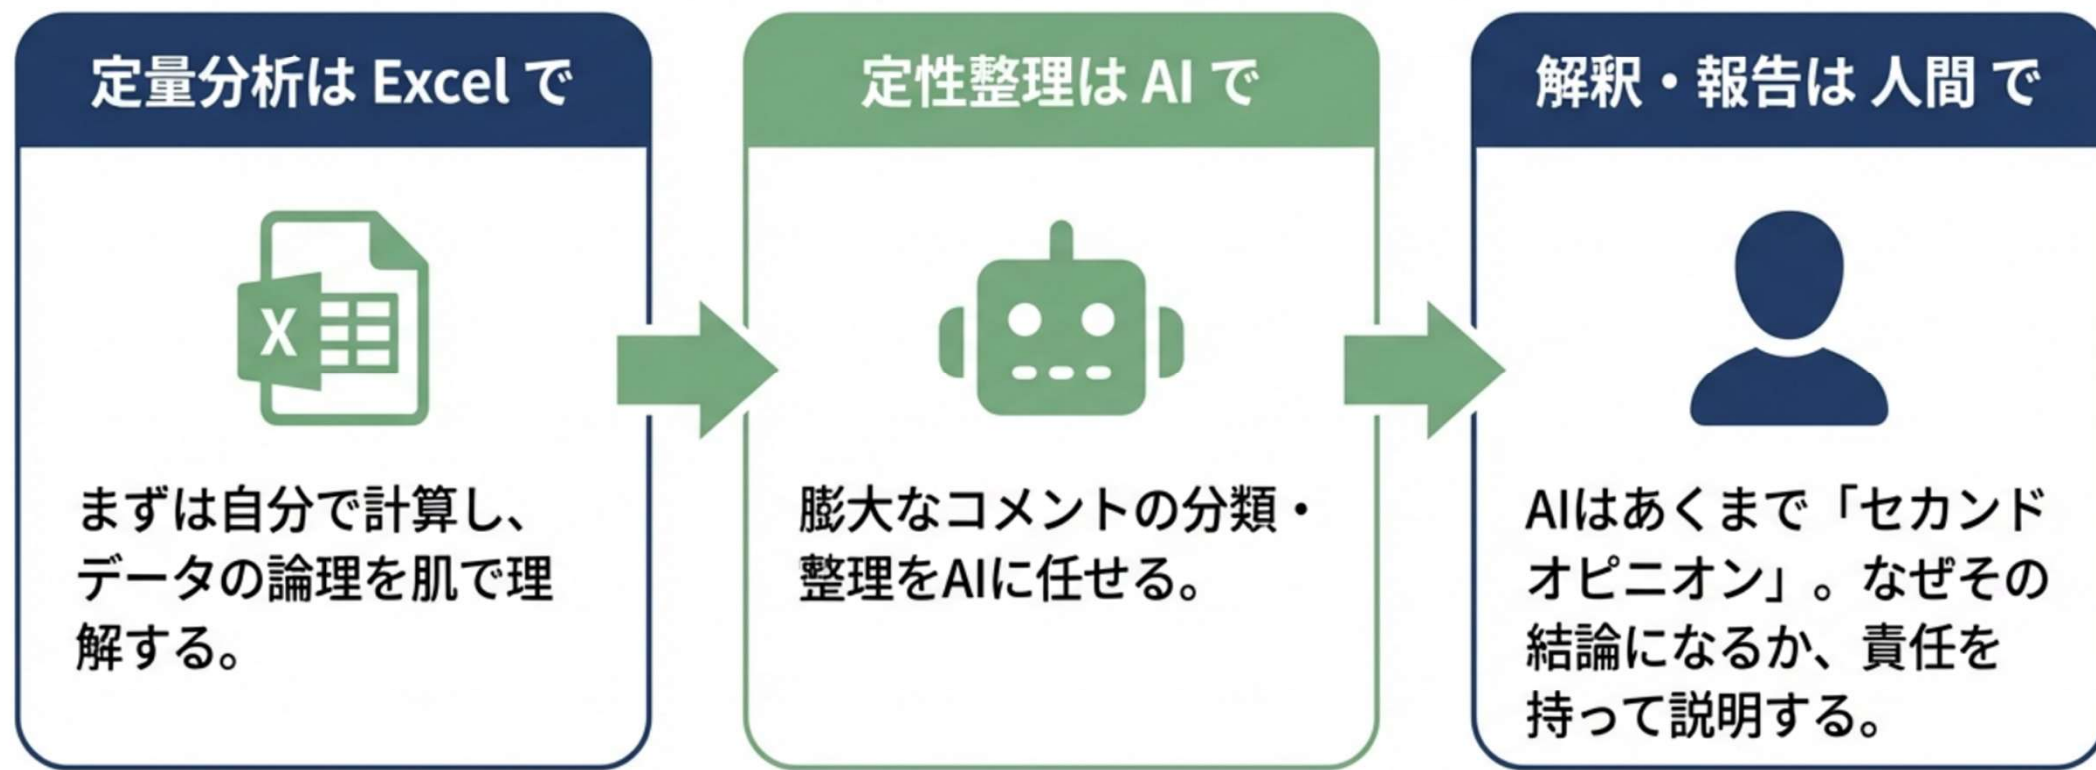 定量分析は Excel で
X
まずは自分で計算し、
データの論理を肌で理
解する。
定性整理は AI で
膨大なコメントの分類・
整理をAIに任せる。
解釈・報告は 人間 で
AIはあくまで「セカンド
オピニオン」。なぜその
結論になるか、責任を
持って説明する。